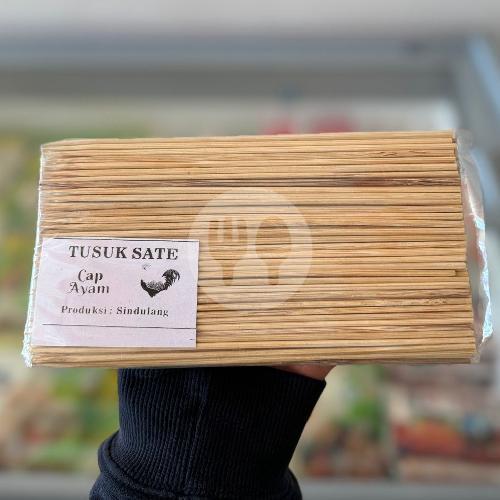 TUSUK SATE
Cap
Ayam
Produksi : Sindulang